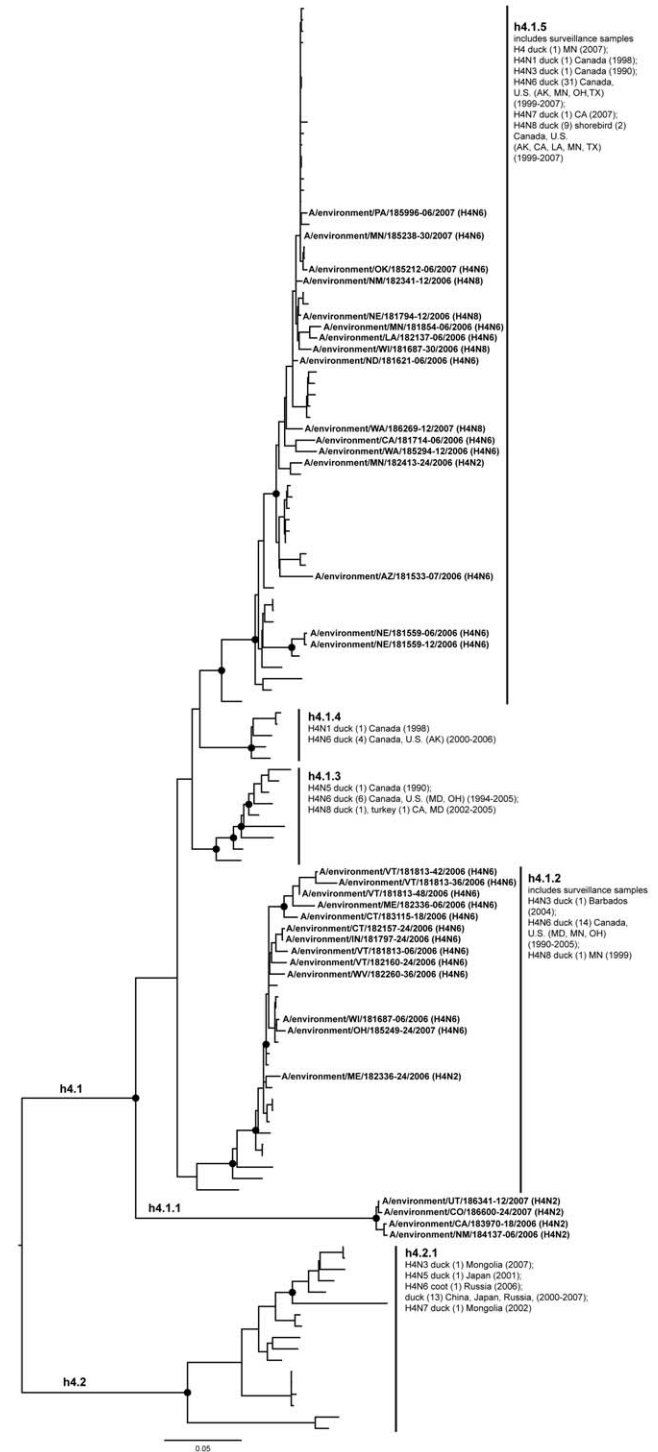 h4.1.5
includes surveillance samples
H4 duck (1) MN (2007);
H4N1 duck (1) Canada (1998);
H4N3 duck (1) Canada (1990);
H4N6 duck (31) Canada,
U.S. (AK, MN, OH,TX)
(1999-2007);
H4N7 duck (1) CA (2007);
H4N8 duck (9) shorebird (2)
Canada, U.S.
(AK, CA, LA, MN, TX)
(1999-2007)
A/environment/PA/185996-06/2007 (H4N6)
A/environment/MN/185238-30/2007 (H4N6)
A/environment/OK/185212-06/2007 (H4N6)
A/environment/NM/182341-12/2006 (H4N8)
A/environment/NE/181794-12/2006 (H4N8)
A/environment/MN/181854-06/2006 (H4N6)
A/environment/LA/182137-06/2006 (H4N6)
A/environment/WI/181687-30/2006 (H4N8)
A/environment/ND/181621-06/2006 (H4N6)
A/environment/WA/186269-12/2007 (H4N8)
A/environment/CA/181714-06/2006 (H4N6)
A/environment/WA/185294-12/2006 (H4N6)
A/environment/MN/182413-24/2006 (H4N2)
A/environment/AZ/181533-07/2006 (H4N6)
A/environment/NE/181559-06/2006 (H4N6)
A/environment/NE/181559-12/2006 (H4N6)
h4.1.4
H4N1 duck (1) Canada (1998)
H4N6 duck (4) Canada, U.S. (AK) (2000-2006)
h4.1.3
H4N5 duck (1) Canada (1990);
H4N6 duck (6) Canada, U.S. (MD, OH) (1994-2005);
H4N8 duck (1), turkey (1) CA, MD (2002-2005)
A/environment/VT/181813-42/2006 (H4N6)
A/environment/VT/181813-36/2006 (H4N6)
A/environment/VT/181813-48/2006 (H4N6)
A/environment/ME/182336-06/2006 (H4N6)
A/environment/CT/183115-18/2006 (H4N6)
A/environment/CT/182157-24/2006 (H4N6)
A/environment/IN/181797-24/2006 (H4N6)
A/environment/VT/181813-06/2006 (H4N6)
A/environment/VT/182160-24/2006 (H4N6)
A/environment/WV/182260-36/2006 (H4N6)
A/environment/WI/181687-06/2006 (H4N6)
A/environment/OH/185249-24/2007 (H4N6)
A/environment/ME/182336-24/2006 (H4N2)
h4.1.2
includes surveillance samples
H4N3 duck (1) Barbados
(2004);
H4N6 duck (14) Canada,
U.S. (MD, MN, OH)
(1990-2005);
H4N8 duck (1) MN (1999)
h4.1
h4.1.1
A/environment/UT/186341-12/2007 (H4N2)
A/environment/CO/186600-24/2007 (H4N2)
A/environment/CA/183970-18/2006 (H4N2)
A/environment/NM/184137-06/2006 (H4N2)
h4.2.1
H4N3 duck (1) Mongolia (2007);
H4N5 duck (1) Japan (2001);
H4N6 coot (1) Russia (2006);
duck (13) China, Japan, Russia, (2000-2007);
H4N7 duck (1) Mongolia (2002)
h4.2
0.05